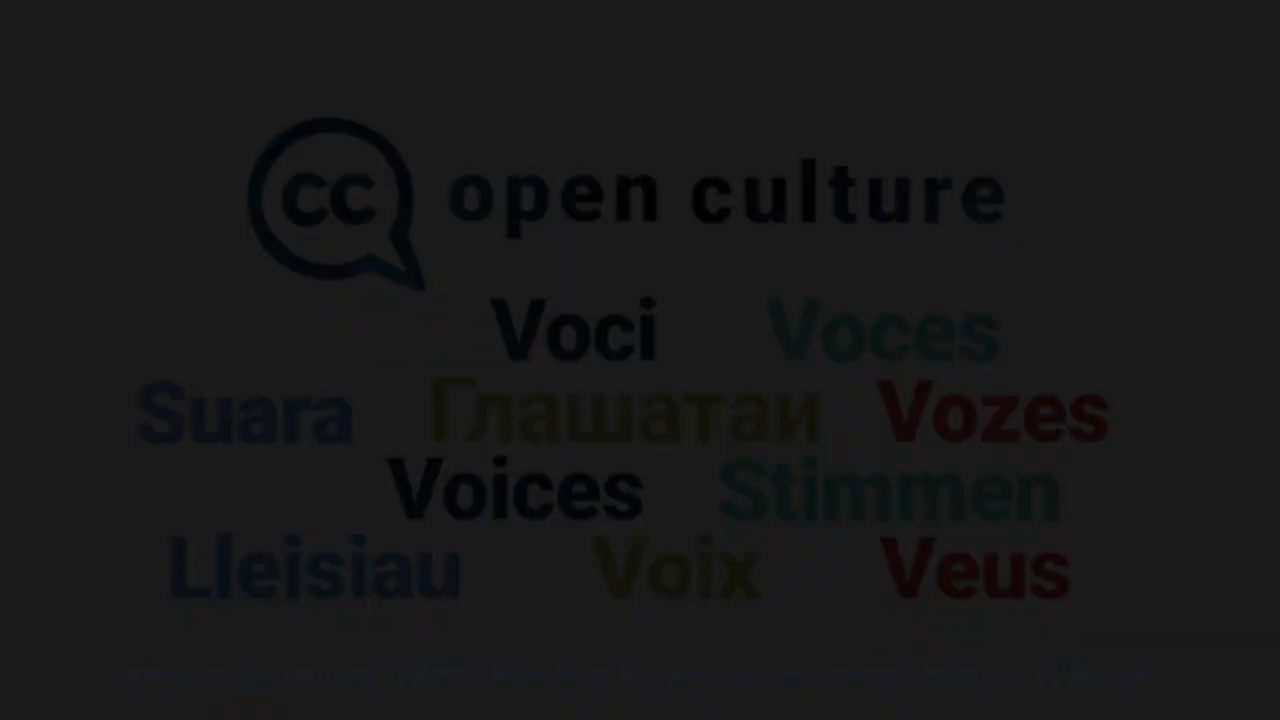 cc open culture
Voci Voces
Suara Глашатаи Vozes
Voices Stimmen
Lleisiau Voix Veus